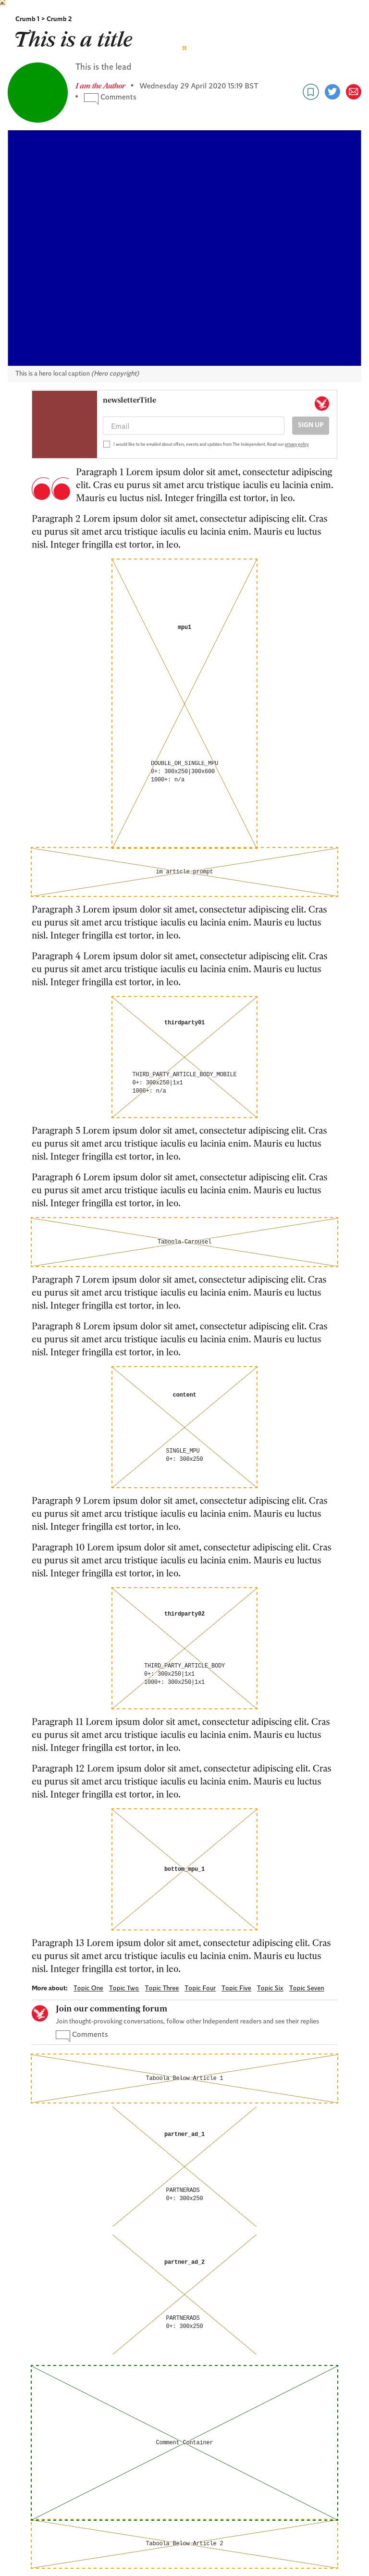 Crumb 1 > Crumb 2
This is a title
This is the lead
I am the Author • Wednesday 29 April 2020 15:19 BST
• Comments
This is a hero local caption (Hero copyright)
newsletterTitle
Email
SIGN UP
I would like to be emailed about offers, events and updates from The Independent. Read our privacy policy
Paragraph 1 Lorem ipsum dolor sit amet, consectetur adipiscing
elit. Cras eu purus sit amet arcu tristique iaculis eu lacinia enim.
Mauris eu luctus nisl. Integer fringilla est tortor, in leo.
Paragraph 2 Lorem ipsum dolor sit amet, consectetur adipiscing elit. Cras
eu purus sit amet arcu tristique iaculis eu lacinia enim. Mauris eu luctus
nisl. Integer fringilla est tortor, in leo.
mpu1
DOUBLE_OR_SINGLE_MPU
0+: 300x250|300x600
1000+: n/a
im article prompt
Paragraph 3 Lorem ipsum dolor sit amet, consectetur adipiscing elit. Cras
eu purus sit amet arcu tristique iaculis eu lacinia enim. Mauris eu luctus
nisl. Integer fringilla est tortor, in leo.
Paragraph 4 Lorem ipsum dolor sit amet, consectetur adipiscing elit. Cras
eu purus sit amet arcu tristique iaculis eu lacinia enim. Mauris eu luctus
nisl. Integer fringilla est tortor, in leo.
thirdparty01
THIRD_PARTY_ARTICLE_BODY_MOBILE
0+: 300x250|1x1
1000+: n/a
Paragraph 5 Lorem ipsum dolor sit amet, consectetur adipiscing elit. Cras
eu purus sit amet arcu tristique iaculis eu lacinia enim. Mauris eu luctus
nisl. Integer fringilla est tortor, in leo.
Paragraph 6 Lorem ipsum dolor sit amet, consectetur adipiscing elit. Cras
eu purus sit amet arcu tristique iaculis eu lacinia enim. Mauris eu luctus
nisl. Integer fringilla est tortor, in leo.
Taboola-Carousel
Paragraph 7 Lorem ipsum dolor sit amet, consectetur adipiscing elit. Cras
eu purus sit amet arcu tristique iaculis eu lacinia enim. Mauris eu luctus
nisl. Integer fringilla est tortor, in leo.
Paragraph 8 Lorem ipsum dolor sit amet, consectetur adipiscing elit. Cras
eu purus sit amet arcu tristique iaculis eu lacinia enim. Mauris eu luctus
nisl. Integer fringilla est tortor, in leo.
content
SINGLE_MPU
0+: 300x250
Paragraph 9 Lorem ipsum dolor sit amet, consectetur adipiscing elit. Cras
eu purus sit amet arcu tristique iaculis eu lacinia enim. Mauris eu luctus
nisl. Integer fringilla est tortor, in leo.
Paragraph 10 Lorem ipsum dolor sit amet, consectetur adipiscing elit. Cras
eu purus sit amet arcu tristique iaculis eu lacinia enim. Mauris eu luctus
nisl. Integer fringilla est tortor, in leo.
thirdparty02
THIRD_PARTY_ARTICLE_BODY
0+: 300x250|1x1
1000+: 300x250|1x1
Paragraph 11 Lorem ipsum dolor sit amet, consectetur adipiscing elit. Cras
eu purus sit amet arcu tristique iaculis eu lacinia enim. Mauris eu luctus
nisl. Integer fringilla est tortor, in leo.
Paragraph 12 Lorem ipsum dolor sit amet, consectetur adipiscing elit. Cras
eu purus sit amet arcu tristique iaculis eu lacinia enim. Mauris eu luctus
nisl. Integer fringilla est tortor, in leo.
bottom_mpu_1
Paragraph 13 Lorem ipsum dolor sit amet, consectetur adipiscing elit. Cras
eu purus sit amet arcu tristique iaculis eu lacinia enim. Mauris eu luctus
nisl. Integer fringilla est tortor, in leo.
More about: Topic One Topic Two Topic Three Topic Four Topic Five Topic Six Topic Seven
Join our commenting forum
Join thought-provoking conversations, follow other Independent readers and see their replies
Comments
Taboola Below Article 1
partner_ad_1
PARTNERADS
0+: 300x250
partner_ad_2
PARTNERADS
0+: 300x250
Comment Container
Taboola Below Article 2